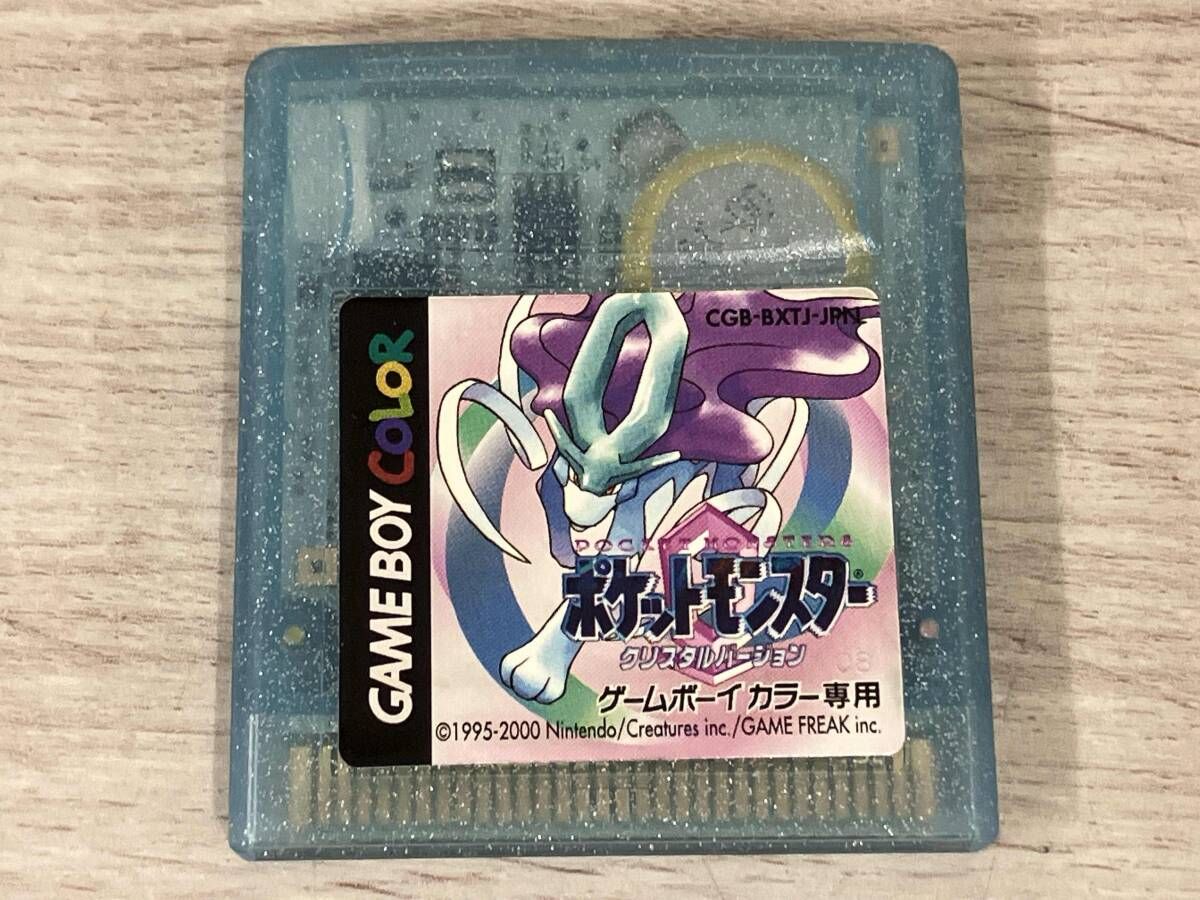 GAME BOY COLOR
CGB-BXTJ-JPN
POCKET MONSTERS
ポケットモンスター®
クリスタルバージョン
08
ゲームボーイ カラー専用
©1995-2000 Nintendo/Creatures inc./GAME FREAK inc.